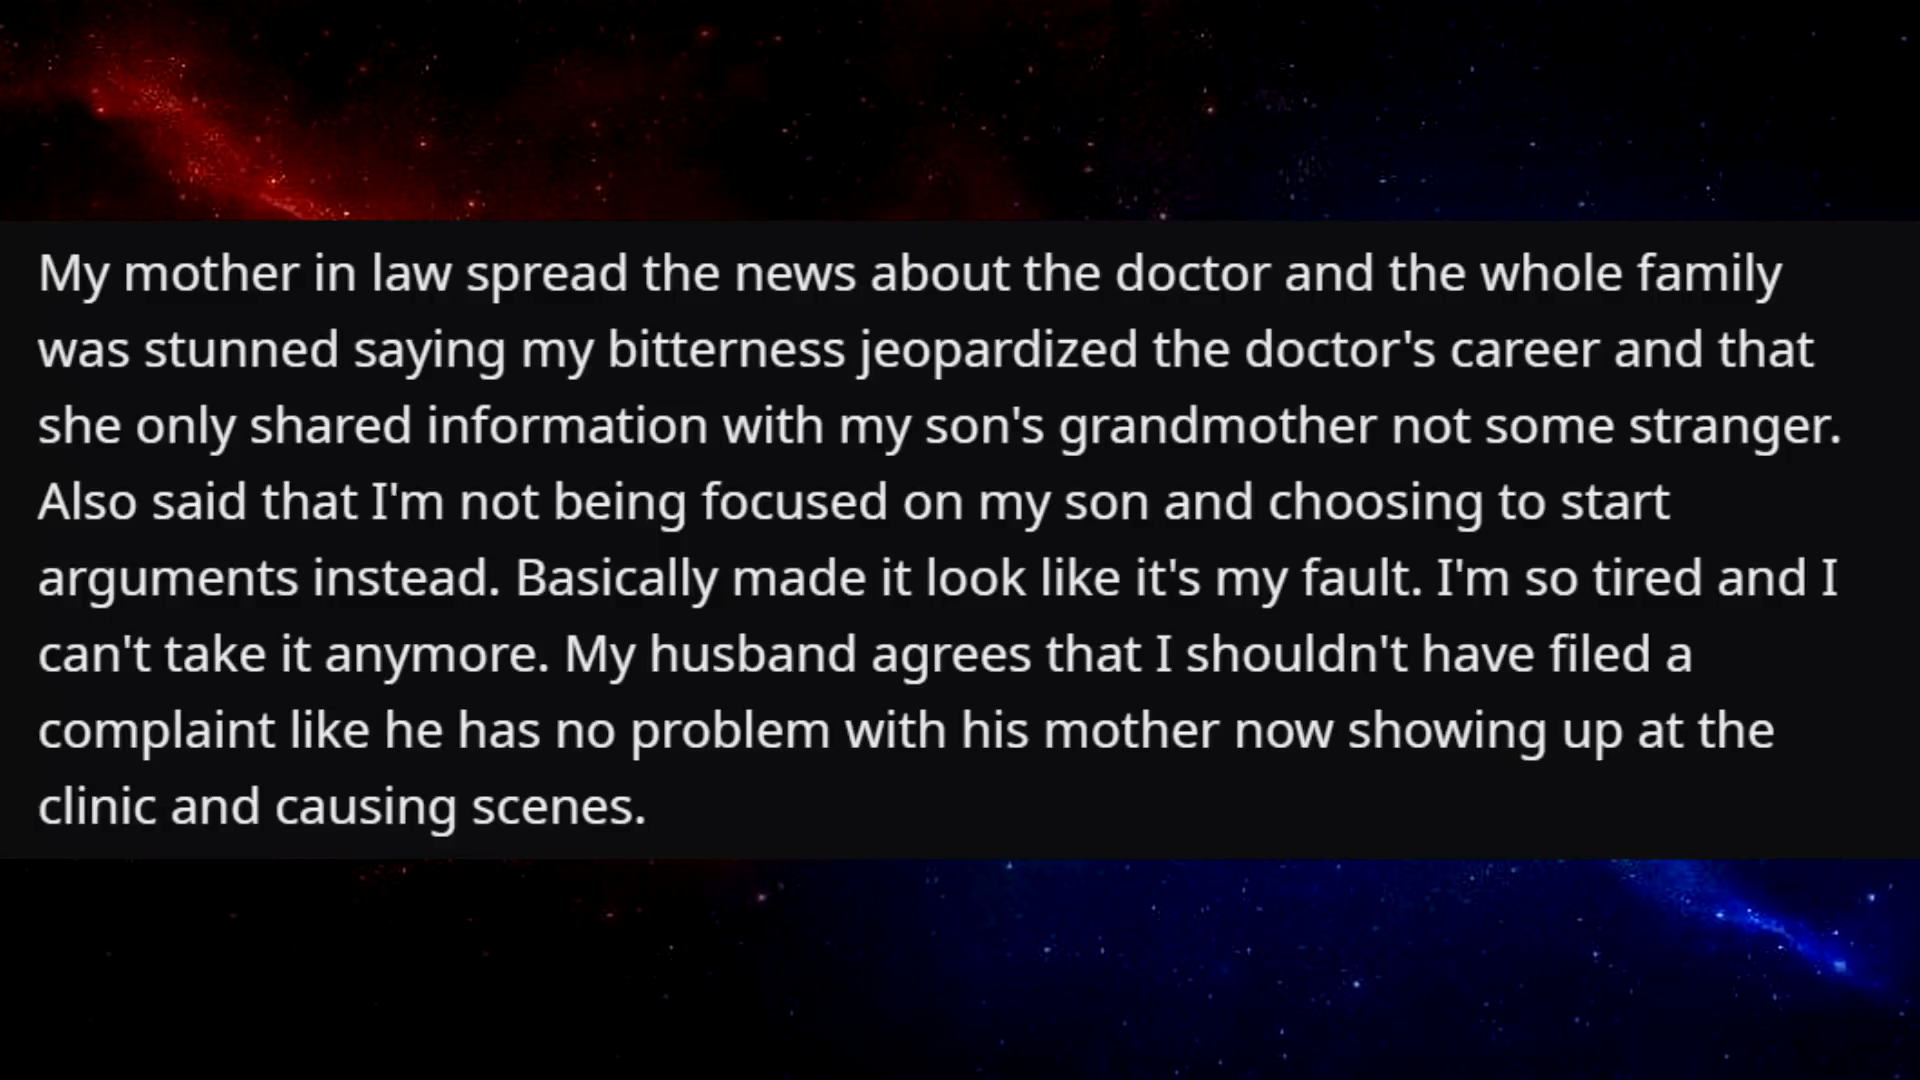 My mother in law spread the news about the doctor and the whole family
was stunned saying my bitterness jeopardized the doctor's career and that
she only shared information with my son's grandmother not some stranger.
Also said that I'm not being focused on my son and choosing to start
arguments instead. Basically made it look like it's my fault. I'm so tired and I
can't take it anymore. My husband agrees that I shouldn't have filed a
complaint like he has no problem with his mother now showing up at the
clinic and causing scenes.